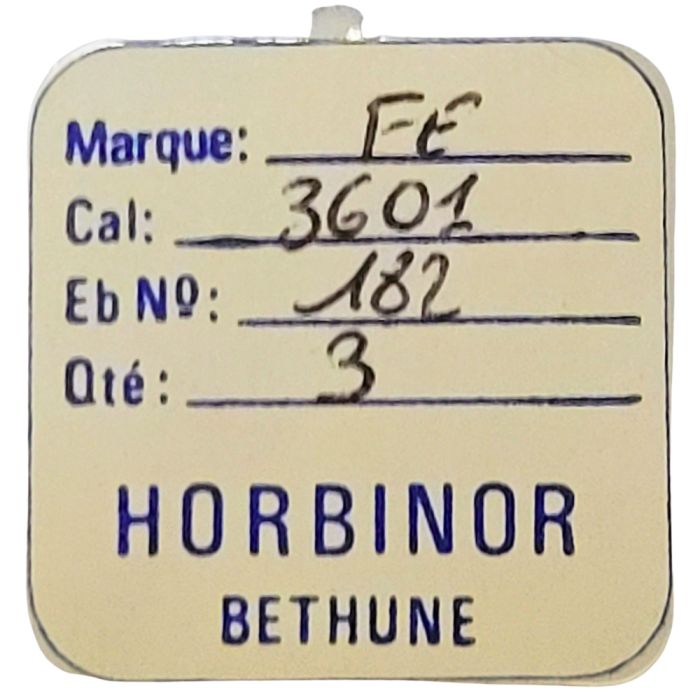 Marque: FE
Cal: 3601
Eb Nº: 182
Qté: 3
HORBINOR
BETHUNE